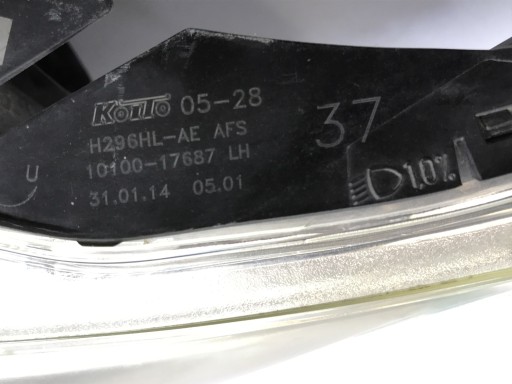 KOITO 05-28
H296HL-AE AFS
10100-17687 LH
31.01.14 05.01
37
U
1.0%